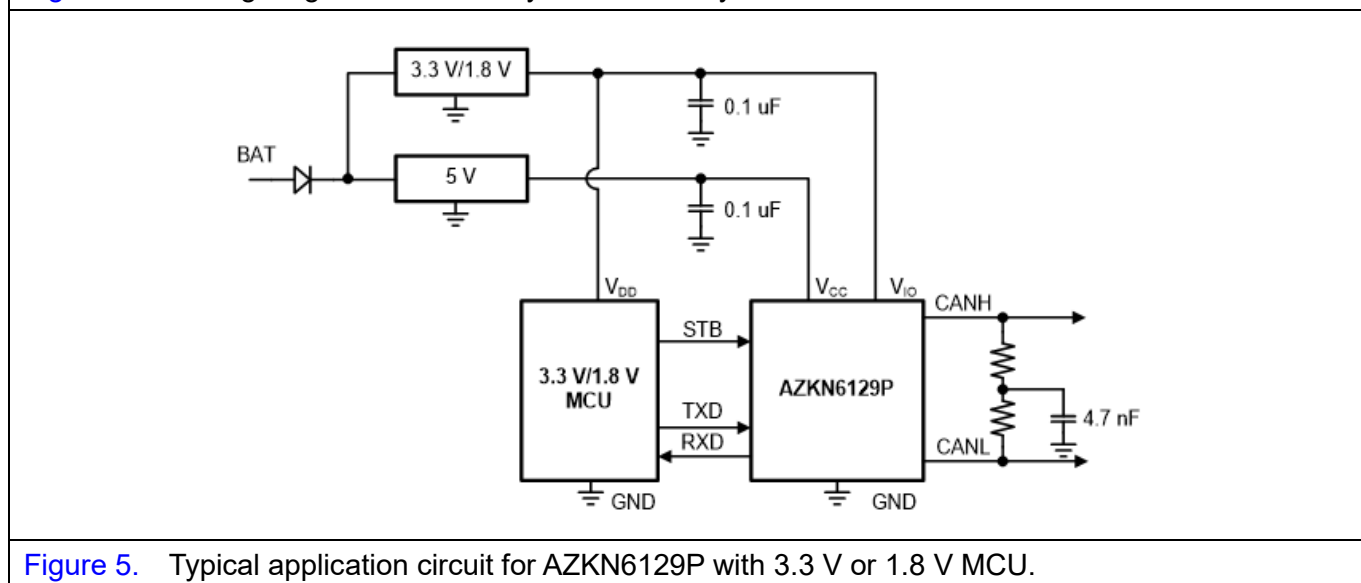 3.3 V/1.8 V
0.1 uF
BAT
5 V
0.1 uF
VDD
VCC
VIO
CANH
STB
3.3 V/1.8 V
MCU
AZKN6129P
TXD
4.7 nF
RXD
CANL
GND
GND
Figure 5. Typical application circuit for AZKN6129P with 3.3 V or 1.8 V MCU.